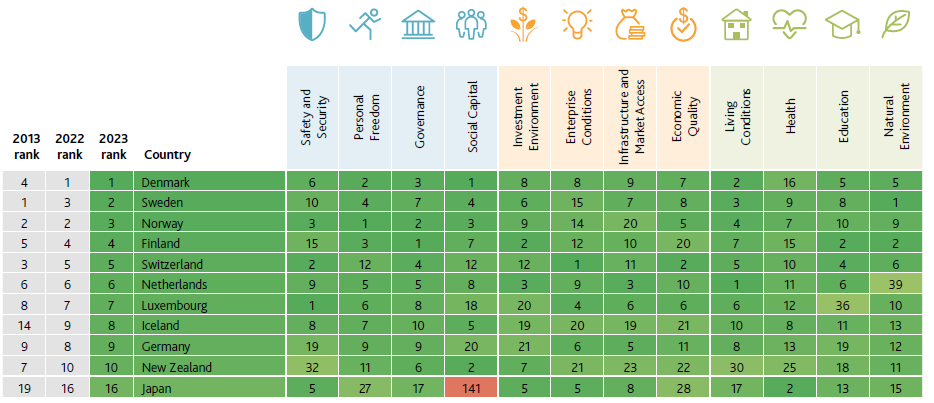 Safety and Security
Personal Freedom
Governance
Social Capital
Investment Environment
Enterprise Conditions
Infrastructure and Market Access
Economic Quality
Living Conditions
Health
Education
Natural Environment
2013 rank 2022 rank 2023 rank Country
4 1 1 Denmark 6 2 3 1 8 8 9 7 2 16 5 5
1 3 2 Sweden 10 4 7 4 6 15 7 8 3 9 8 1
2 2 3 Norway 3 1 2 3 9 14 20 5 4 7 10 9
5 4 4 Finland 15 3 1 7 2 12 10 20 7 15 2 2
3 5 5 Switzerland 2 12 4 12 12 1 11 2 5 10 4 6
6 6 6 Netherlands 9 5 5 8 3 9 3 10 1 11 6 39
8 7 7 Luxembourg 1 6 8 18 20 4 6 6 6 12 36 10
14 9 8 Iceland 8 7 10 5 19 20 19 21 10 8 11 13
9 8 9 Germany 19 9 9 20 21 6 5 11 8 13 19 12
7 10 10 New Zealand 32 11 6 2 7 21 23 22 30 25 18 11
19 16 16 Japan 5 27 17 141 5 5 8 28 17 2 13 15